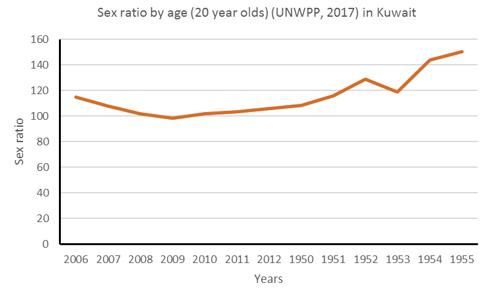 Sex ratio by age (20 year olds) (UNWPP, 2017) in Kuwait
160
140
120
100
80
60
40
20
0
Sex ratio
2006 2007 2008 2009 2010 2011 2012 1950 1951 1952 1953 1954 1955
Years